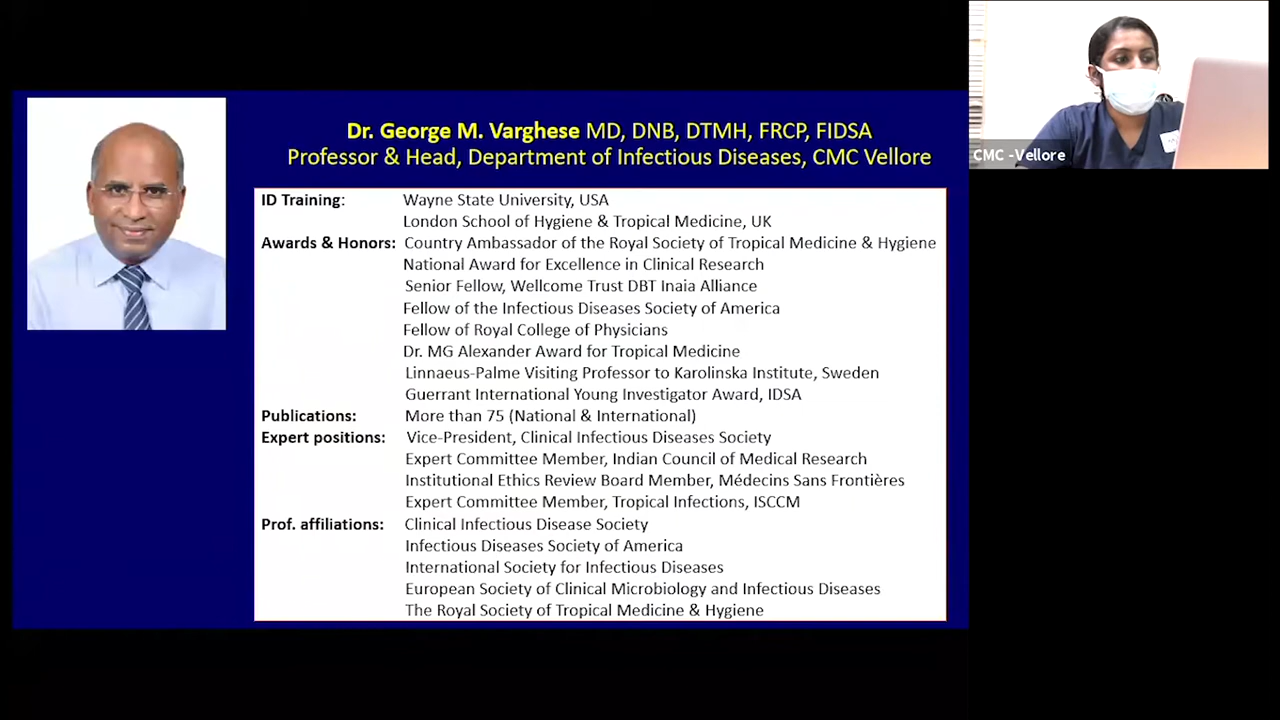 Dr. George M. Varghese MD, DNB, DTMH, FRCP, FIDSA
Professor & Head, Department of Infectious Diseases, CMC Vellore
ID Training: Wayne State University, USA
London School of Hygiene & Tropical Medicine, UK
Awards & Honors: Country Ambassador of the Royal Society of Tropical Medicine & Hygiene
National Award for Excellence in Clinical Research
Senior Fellow, Wellcome Trust DBT Inaia Alliance
Fellow of the Infectious Diseases Society of America
Fellow of Royal College of Physicians
Dr. MG Alexander Award for Tropical Medicine
Linnaeus-Palme Visiting Professor to Karolinska Institute, Sweden
Guerrant International Young Investigator Award, IDSA
Publications: More than 75 (National & International)
Expert positions: Vice-President, Clinical Infectious Diseases Society
Expert Committee Member, Indian Council of Medical Research
Institutional Ethics Review Board Member, Médecins Sans Frontières
Expert Committee Member, Tropical Infections, ISCCM
Prof. affiliations: Clinical Infectious Disease Society
Infectious Diseases Society of America
International Society for Infectious Diseases
European Society of Clinical Microbiology and Infectious Diseases
The Royal Society of Tropical Medicine & Hygiene
CMC -Vellore